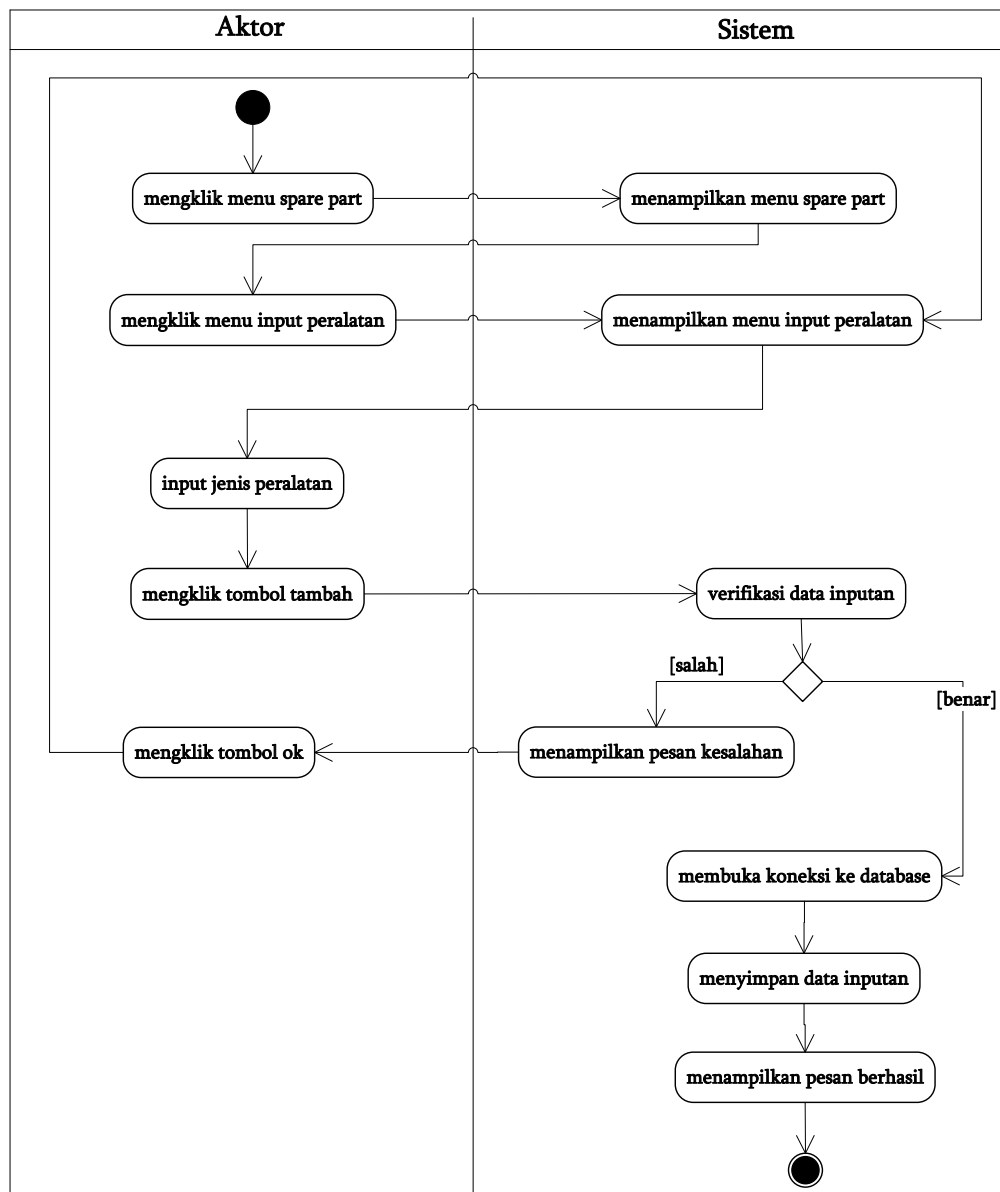 Aktor
Sistem
mengklik menu spare part
menampilkan menu spare part
mengklik menu input peralatan
menampilkan menu input peralatan
input jenis peralatan
mengklik tombol tambah
verifikasi data inputan
[salah]
[benar]
mengklik tombol ok
menampilkan pesan kesalahan
membuka koneksi ke database
menyimpan data inputan
menampilkan pesan berhasil